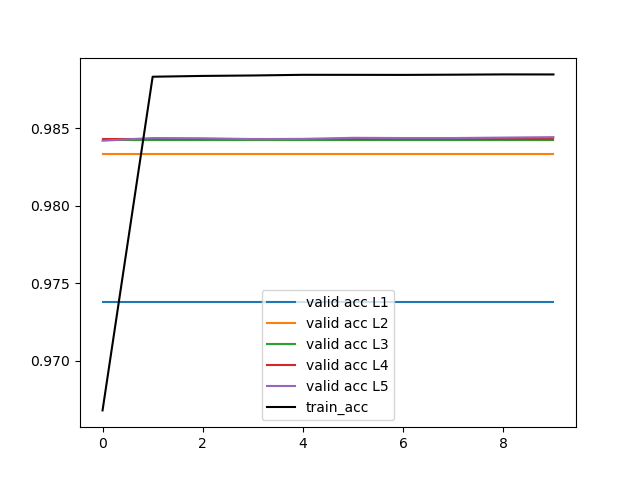 0.985
0.980
0.975
0.970
0
2
4
6
8
valid acc L1
valid acc L2
valid acc L3
valid acc L4
valid acc L5
train_acc